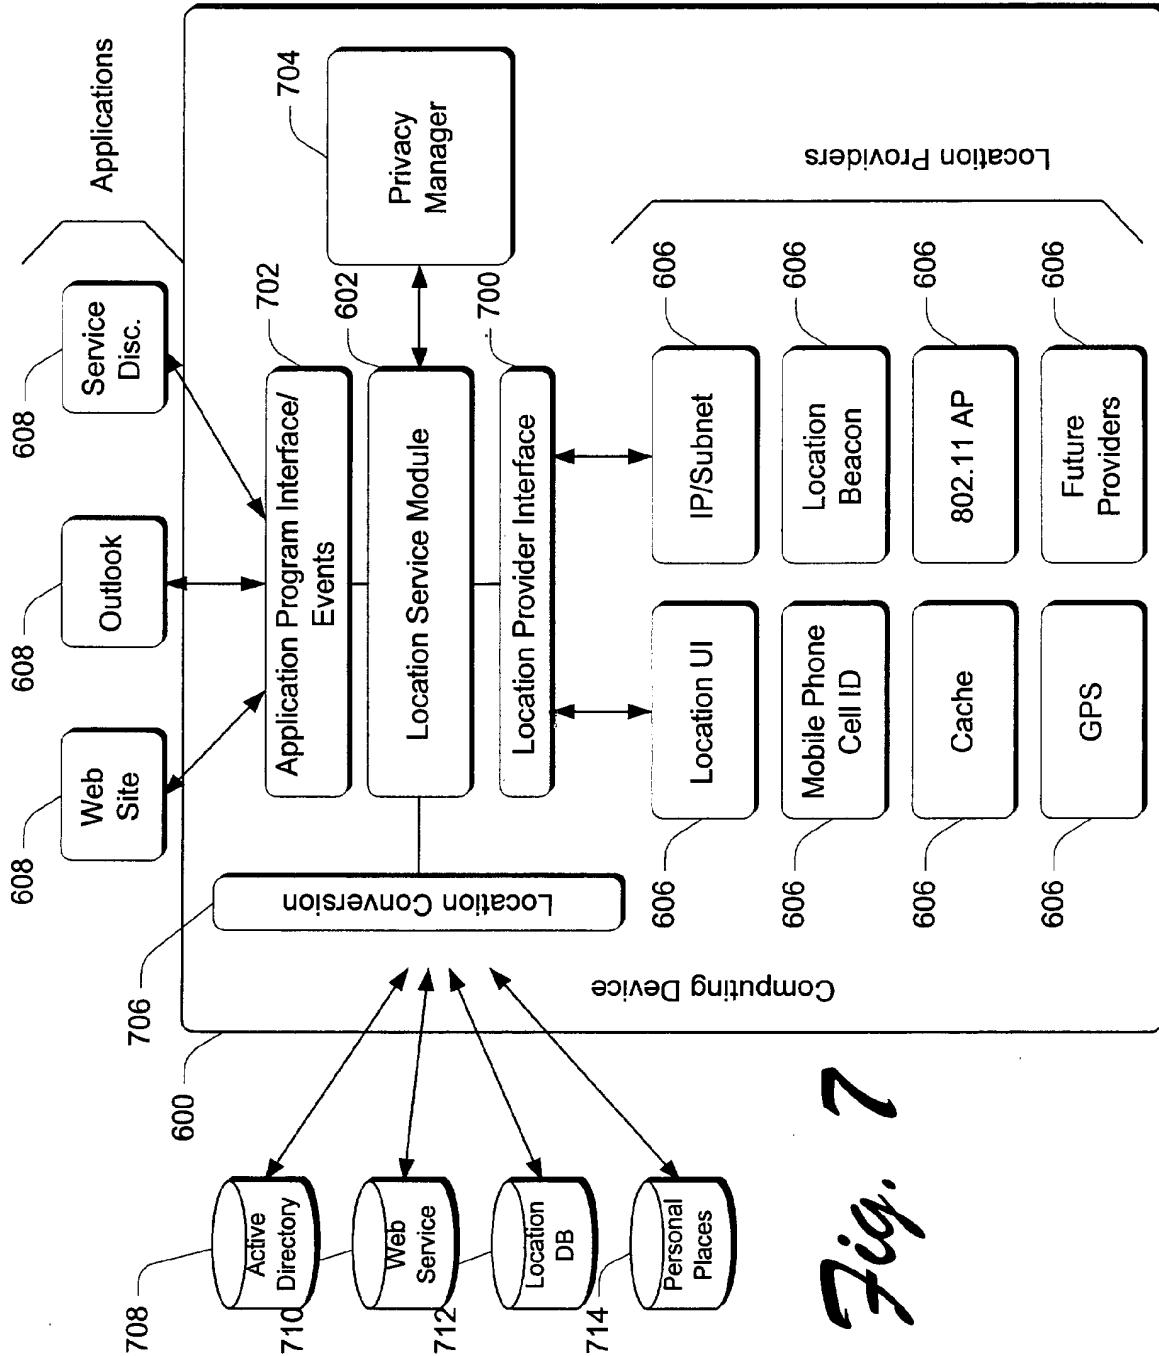 Applications
608
Web
Site
608
Outlook
608
Service
Disc.
600
706
Location Conversion
Application Program Interface/
Events
702
Location Service Module
602
Location Provider Interface
700
Privacy
Manager
704
Computing Device
Location Providers
606
Location UI
IP/Subnet
606
606
Mobile Phone
Cell ID
Location
Beacon
606
606
Cache
802.11 AP
606
606
GPS
Future
Providers
606
708
Active
Directory
710
Web
Service
712
Location
DB
714
Personal
Places
Fig. 7